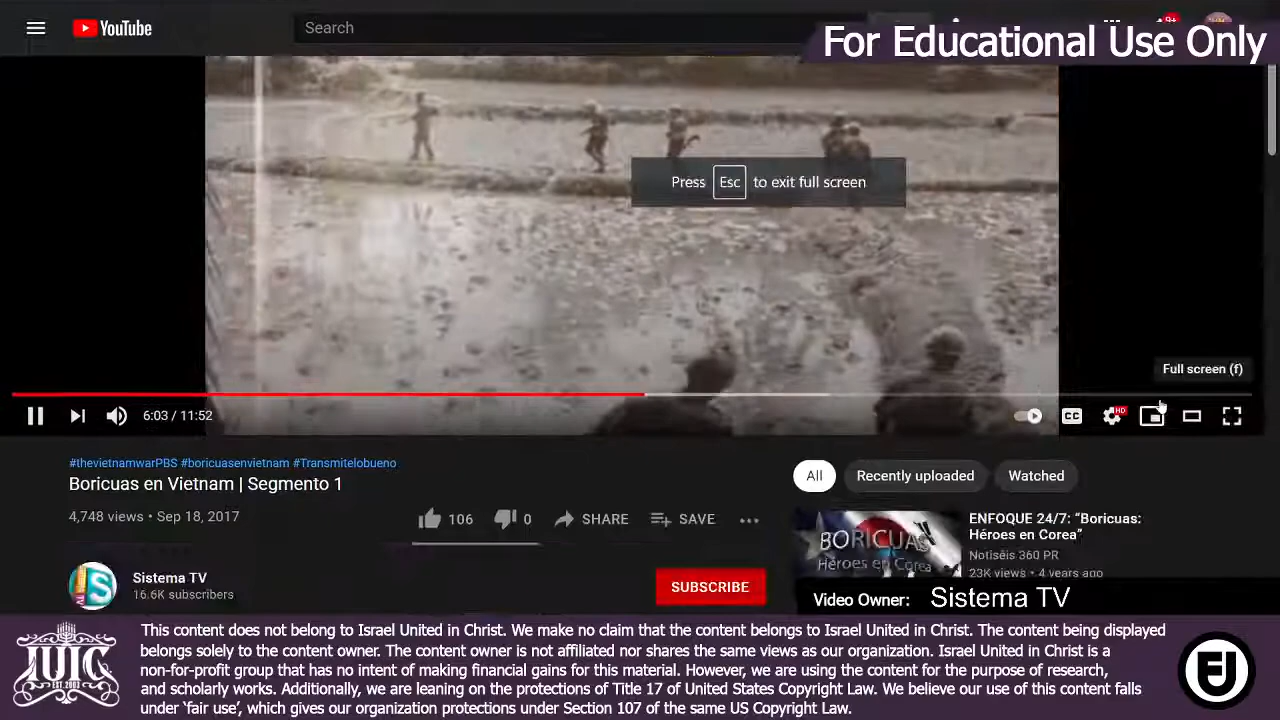 YouTube
Search
9+
For Educational Use Only
Press Esc to exit full screen
Full screen (f)
6:03 / 11:52
CC
HD
#thevietnamwarPBS #boricuasenvietnam #Transmitelobueno
Boricuas en Vietnam | Segmento 1
4,748 views • Sep 18, 2017
106
0
SHARE
SAVE
All
Recently uploaded
Watched
BORICUAS
Héroes en Corea
ENFOQUE 24/7: “Boricuas:
Héroes en Corea”
Notiséis 360 PR
23K views • 4 years ago
Sistema TV
16.6K subscribers
SUBSCRIBE
Video Owner: Sistema TV
IUIC
EST.2003
This content does not belong to Israel United in Christ. We make no claim that the content belongs to Israel United in Christ. The content being displayed
belongs solely to the content owner. The content owner is not affiliated nor shares the same views as our organization. Israel United in Christ is a
non-for-profit group that has no intent of making financial gains for this material. However, we are using the content for the purpose of research,
and scholarly works. Additionally, we are leaning on the protections of Title 17 of United States Copyright Law. We believe our use of this content falls
under ‘fair use’, which gives our organization protections under Section 107 of the same US Copyright Law.